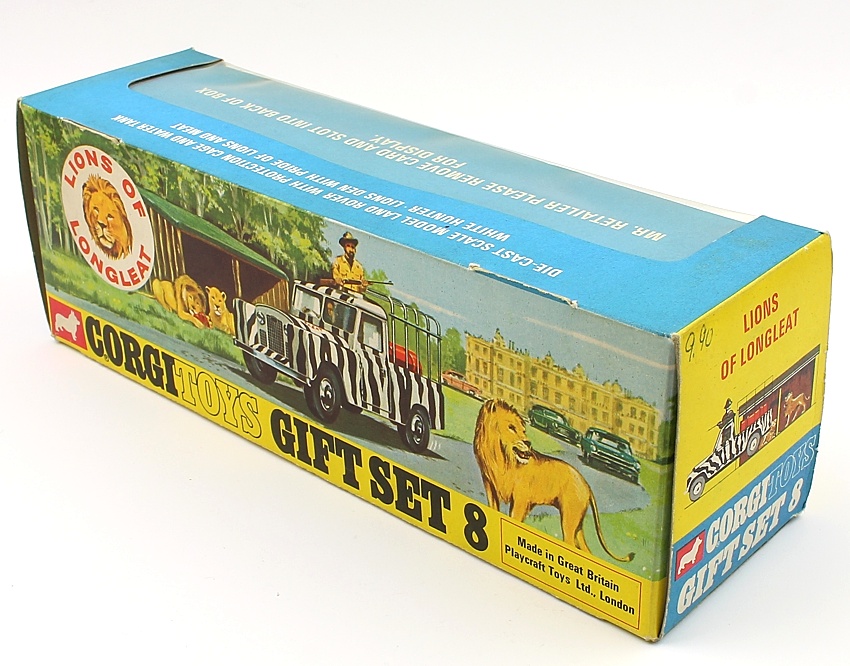 MR. RETAILER PLEASE REMOVE CARD AND SLOT INTO BACK OF BOX
FOR DISPLAY.
DIE-CAST SCALE MODEL LAND ROVER WITH PROTECTION CAGE AND WATER TANK
WHITE HUNTER LIONS DEN WITH PRIDE OF LIONS AND MEAT
LIONS OF
LONGLEAT
CORGI TOYS GIFT SET 8
Made in Great Britain
Playcraft Toys Ltd., London
9.90
LIONS
OF LONGLEAT
CORGI TOYS
GIFT SET 8